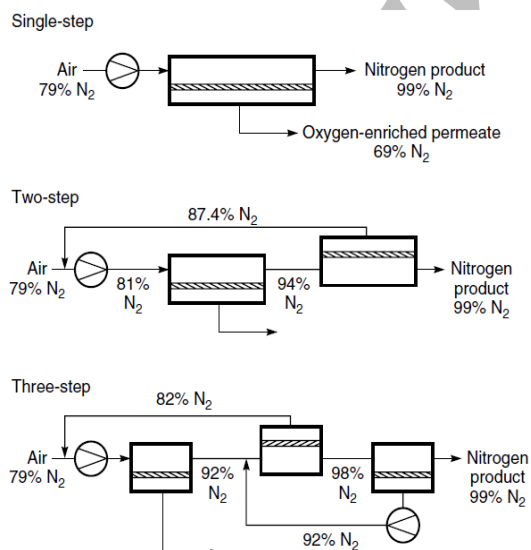 Single-step
Air
79% N2
Nitrogen product
99% N2
Oxygen-enriched permeate
69% N2
Two-step
87.4% N2
Air
79% N2
81%
N2
94%
N2
Nitrogen
product
99% N2
Three-step
82% N2
Air
79% N2
92%
N2
98%
N2
Nitrogen
product
99% N2
92% N2